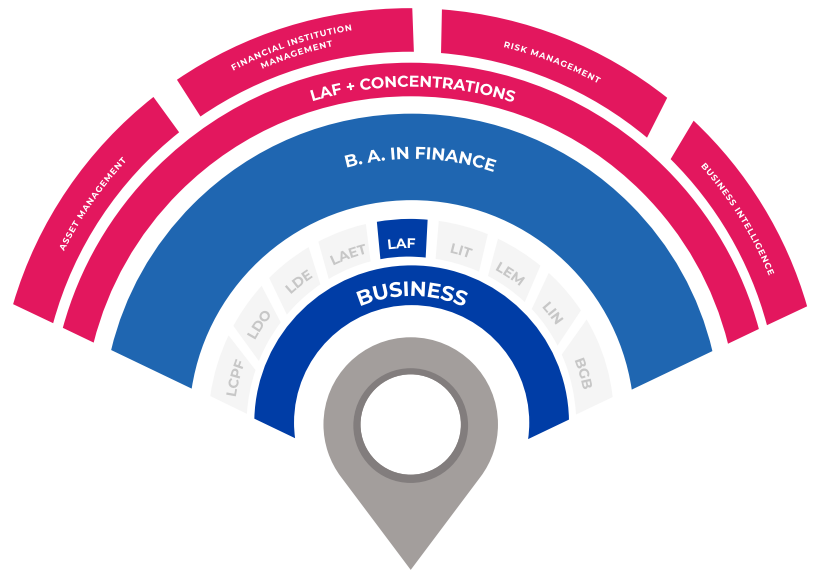 FINANCIAL INSTITUTION
MANAGEMENT
RISK MANAGEMENT
ASSET MANAGEMENT
BUSINESS INTELLIGENCE
LAF + CONCENTRATIONS
B. A. IN FINANCE
LCPF
LDO
LDE
LAET
LAF
LIT
LEM
LIN
BGB
BUSINESS